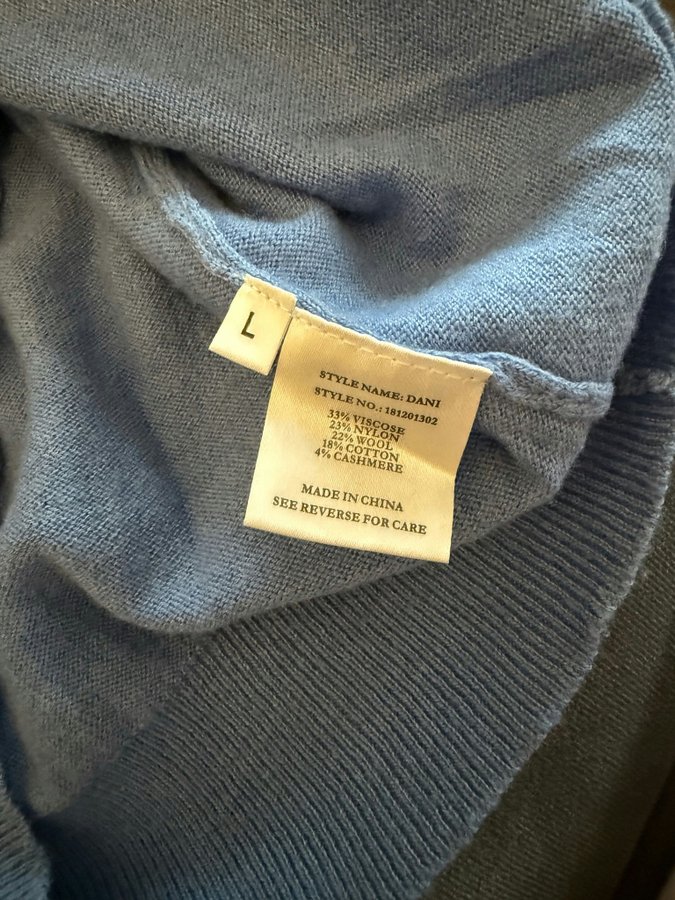 L
STYLE NAME: DANI
STYLE NO.: 181201302
33% VISCOSE
23% NYLON
22% WOOL
18% COTTON
4% CASHMERE
MADE IN CHINA
SEE REVERSE FOR CARE